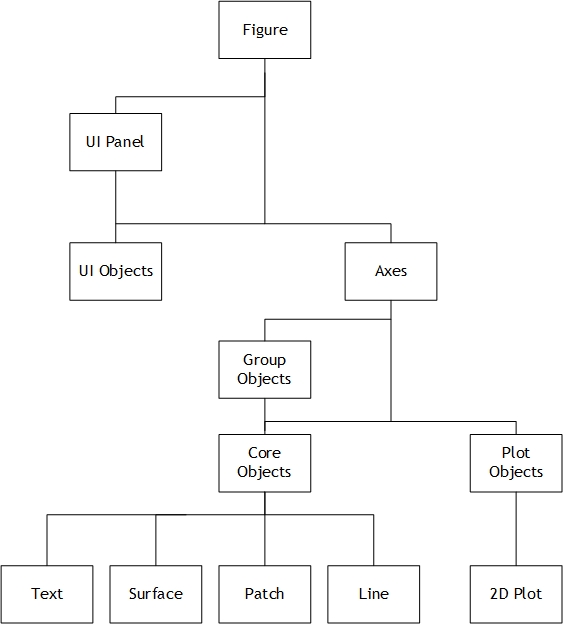 Figure
UI Panel
UI Objects
Axes
Group
Objects
Core
Objects
Plot
Objects
Text
Surface
Patch
Line
2D Plot